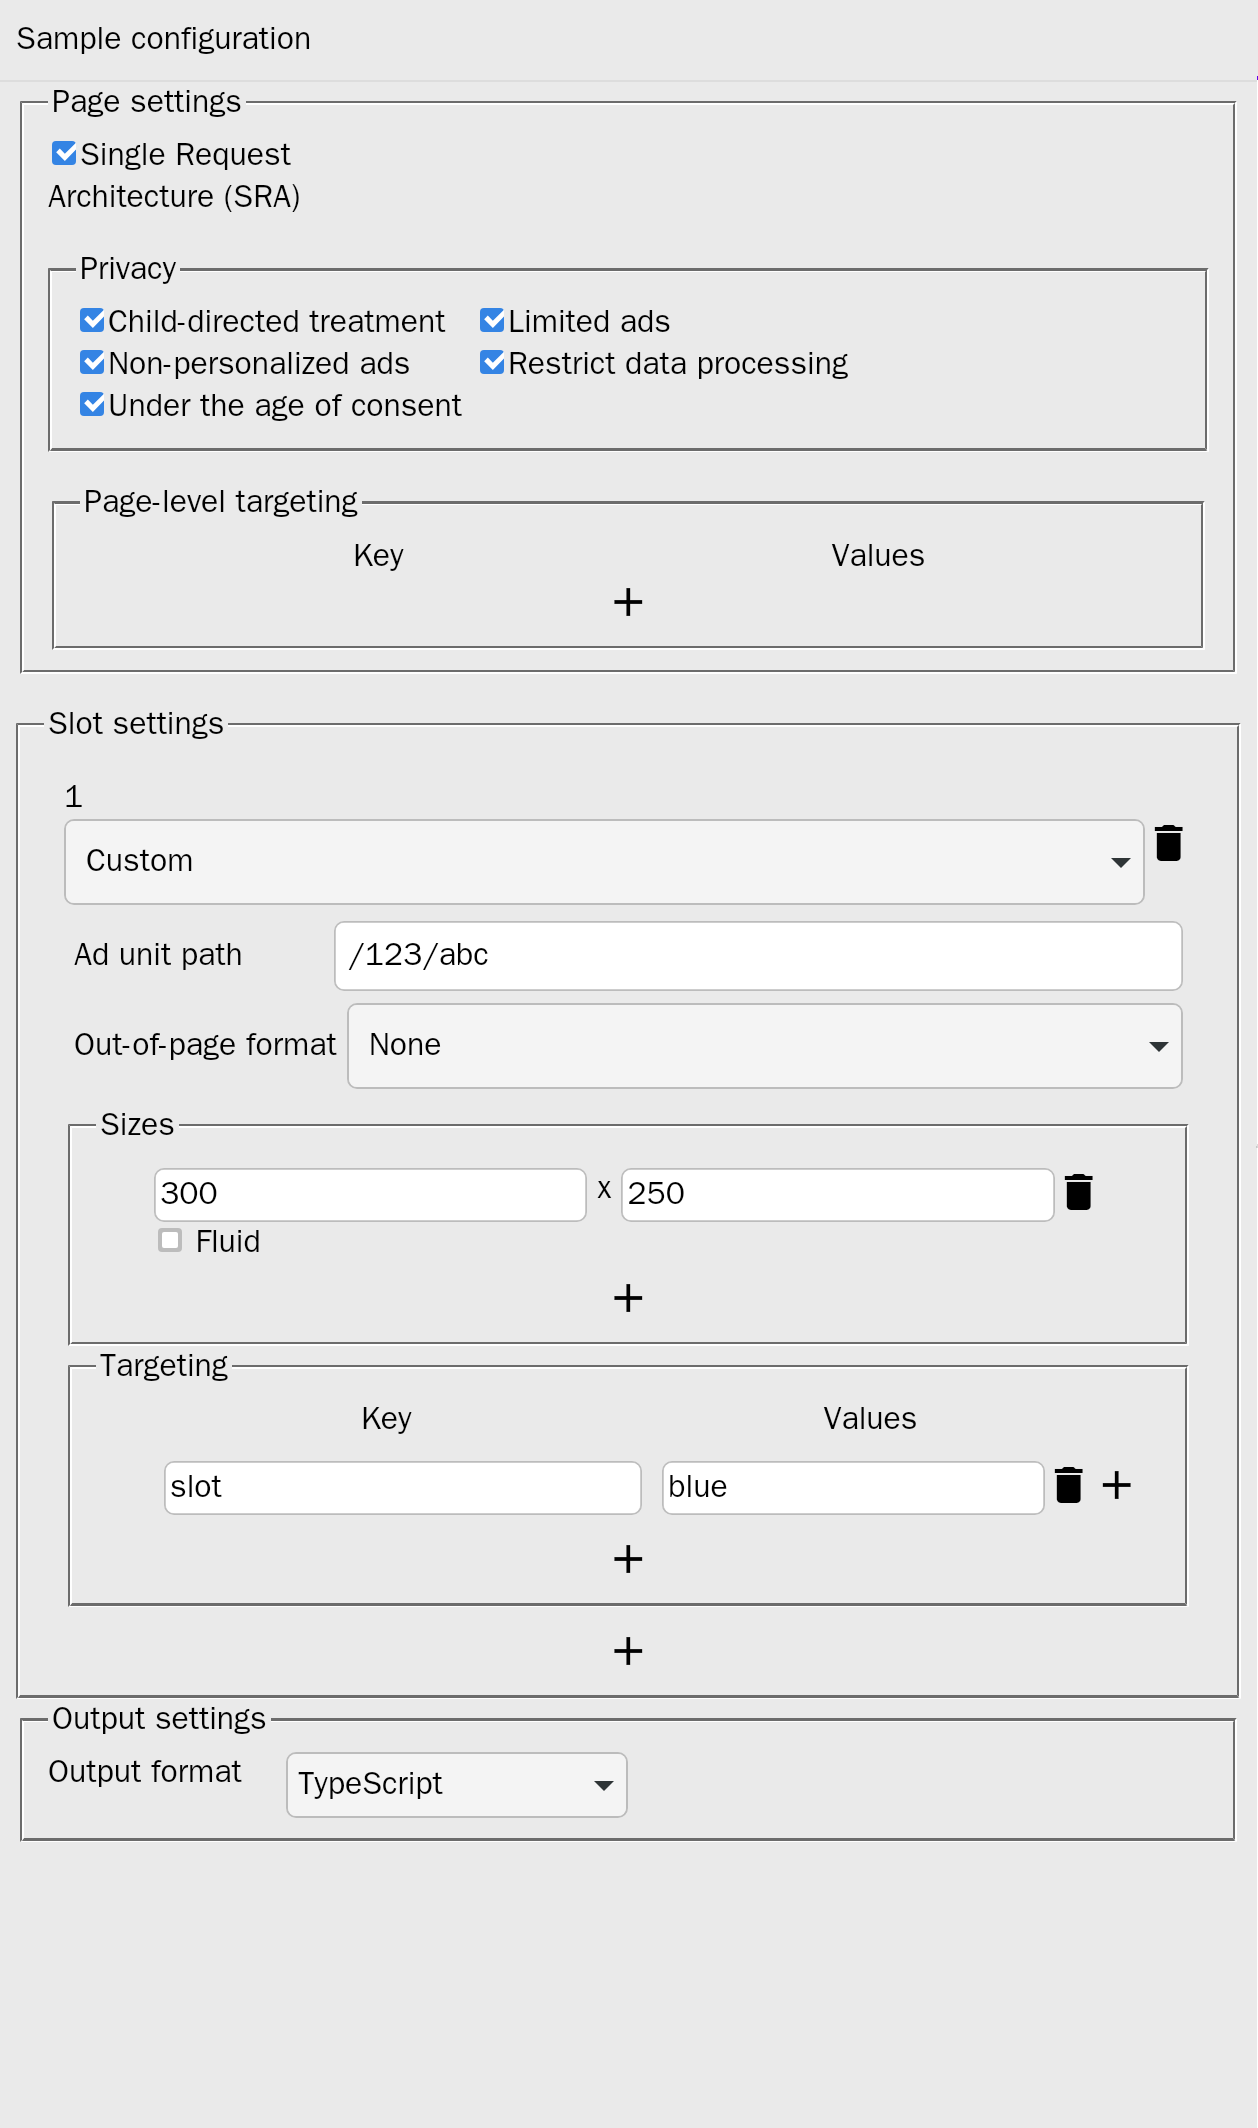 Sample configuration
Page settings
Single Request
Architecture (SRA)
Privacy
Child-directed treatment Limited ads
Non-personalized ads Restrict data processing
Under the age of consent
Page-level targeting
Key Values
+
Slot settings
1
Custom
Ad unit path /123/abc
Out-of-page format None
Sizes
300 x 250
Fluid
+
Targeting
Key Values
slot blue +
+
+
Output settings
Output format TypeScript